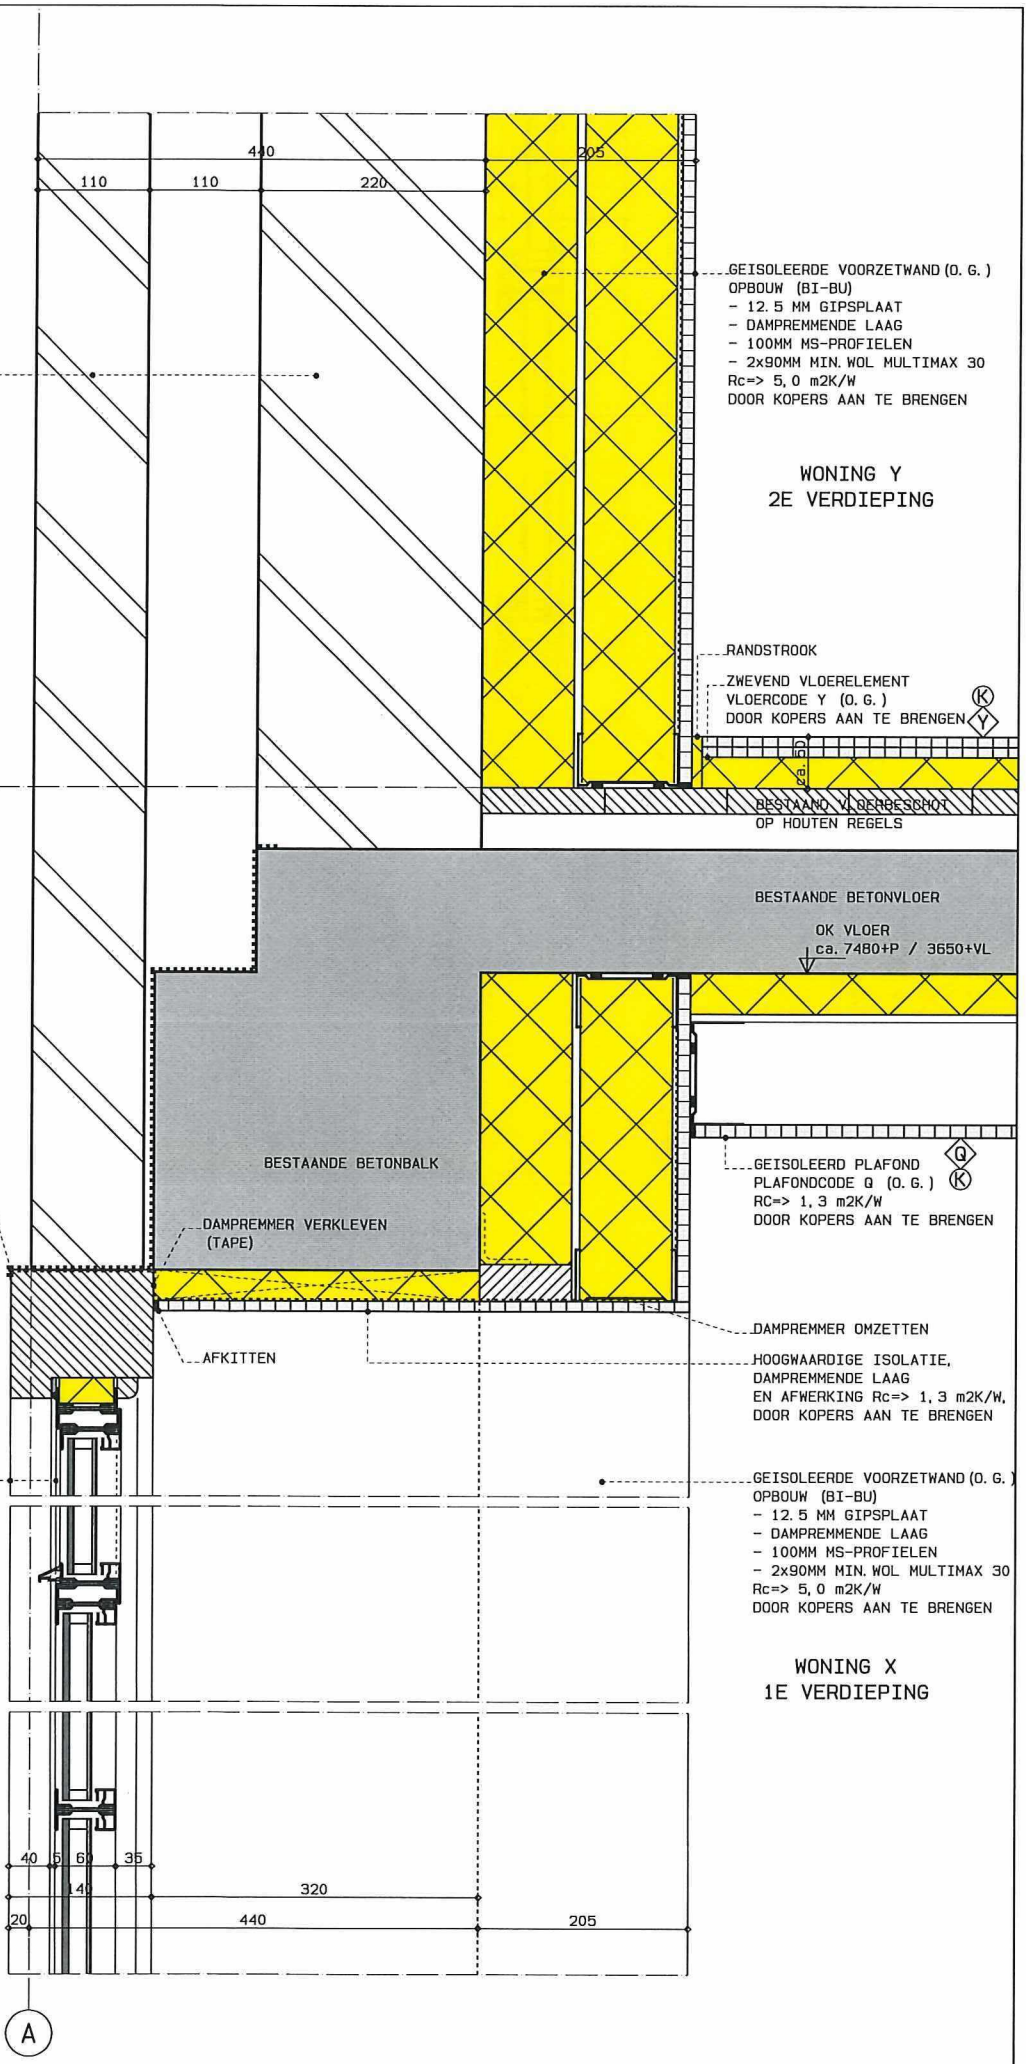 440
205
110
110
220
GEISOLEERDE VOORZETWAND (O. G. )
OPBOUW (BI-BU)
- 12. 5 MM GIPSPLAAT
- DAMPREMMENDE LAAG
- 100MM MS-PROFIELEN
- 2x90MM MIN. WOL MULTIMAX 30
Rc=> 5, 0 m2K/W
DOOR KOPERS AAN TE BRENGEN
WONING Y
2E VERDIEPING
RANDSTROOK
ZWEVEND VLOERELEMENT
VLOERCODE Y (O. G. )
DOOR KOPERS AAN TE BRENGEN
K
Y
ca. 50
BESTAAND VLOERBESCHOT
OP HOUTEN REGELS
BESTAANDE BETONVLOER
OK VLOER
ca. 7480+P / 3650+VL
BESTAANDE BETONBALK
Q
K
GEISOLEERD PLAFOND
PLAFONDCODE Q (O. G. )
RC=> 1, 3 m2K/W
DOOR KOPERS AAN TE BRENGEN
DAMPREMMER VERKLEVEN
(TAPE)
AFKITTEN
DAMPREMMER OMZETTEN
HOOGWAARDIGE ISOLATIE,
DAMPREMMENDE LAAG
EN AFWERKING Rc=> 1, 3 m2K/W,
DOOR KOPERS AAN TE BRENGEN
GEISOLEERDE VOORZETWAND (O. G. )
OPBOUW (BI-BU)
- 12. 5 MM GIPSPLAAT
- DAMPREMMENDE LAAG
- 100MM MS-PROFIELEN
- 2x90MM MIN. WOL MULTIMAX 30
Rc=> 5, 0 m2K/W
DOOR KOPERS AAN TE BRENGEN
WONING X
1E VERDIEPING
40
5
60
35
140
320
20
440
205
A